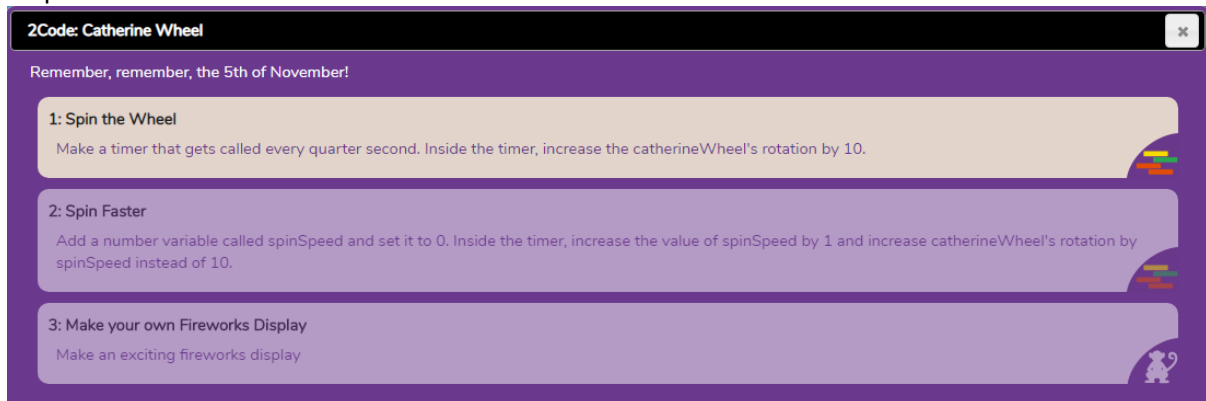 2Code: Catherine Wheel
Remember, remember, the 5th of November!
1: Spin the Wheel
Make a timer that gets called every quarter second. Inside the timer, increase the catherineWheel's rotation by 10.
2: Spin Faster
Add a number variable called spinSpeed and set it to 0. Inside the timer, increase the value of spinSpeed by 1 and increase catherineWheel's rotation by
spinSpeed instead of 10.
3: Make your own Fireworks Display
Make an exciting fireworks display